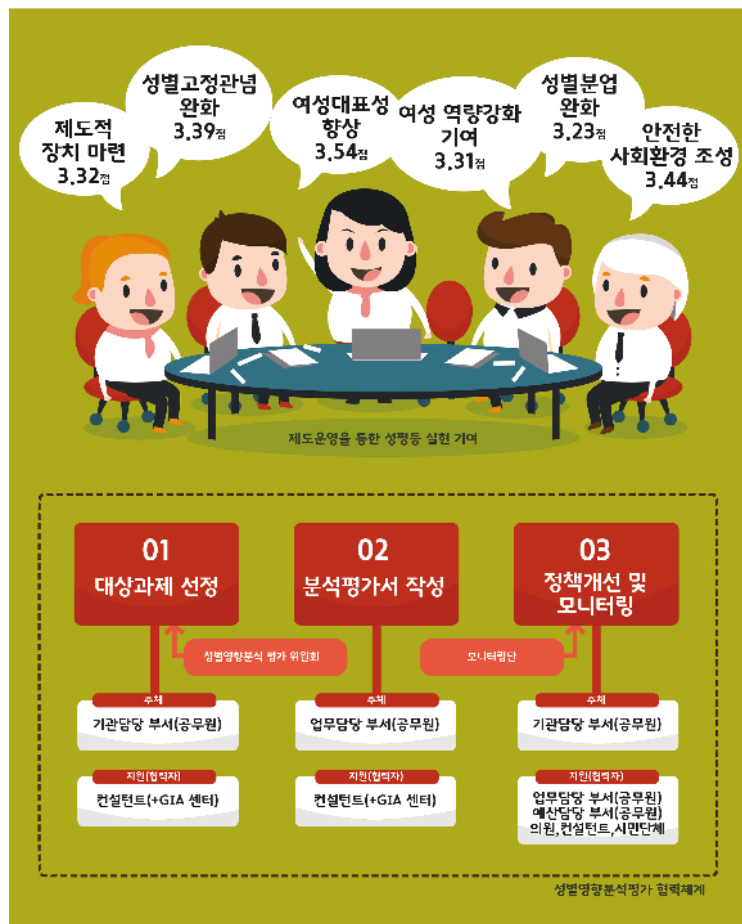 제도적
장치 마련
3.32점
성별고정관념
완화
3.39점
여성대표성
향상
3.54점
여성 역량강화
기여
3.31점
성별분업
완화
3.23점
안전한
사회환경 조성
3.44점
제도운영을 통한 성평등 실현 기여
01
대상과제 선정
02
분석평가서 작성
03
정책개선 및
모니터링
성별영향분석 평가 위원회
모니터링단
주체
기관담당 부서(공무원)
주체
업무담당 부서(공무원)
주체
기관담당 부서(공무원)
지원(협력자)
컨설턴트(+GIA 센터)
지원(협력자)
컨설턴트(+GIA 센터)
지원(협력자)
업무담당 부서(공무원)
예산담당 부서(공무원)
의원,컨설턴트,시민단체
성별영향분석평가 협력체계